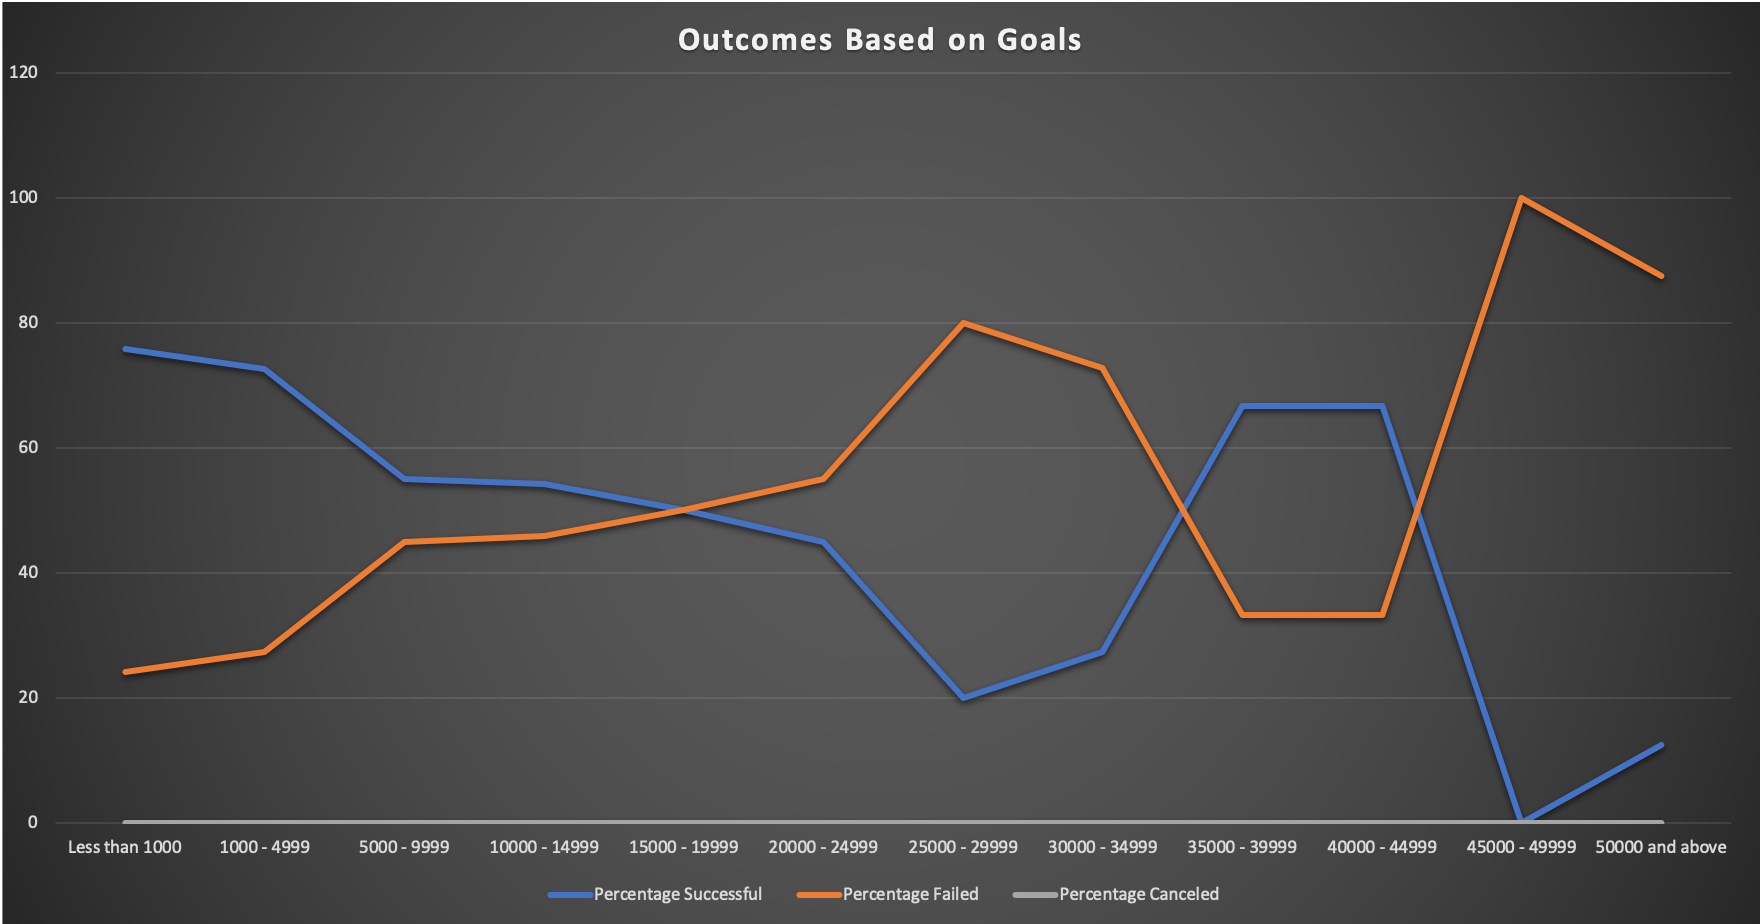 Outcomes Based on Goals
120
100
80
60
40
20
0
Less than 1000 1000 - 4999 5000 - 9999 10000 - 14999 15000 - 19999 20000 - 24999 25000 - 29999 30000 - 34999 35000 - 39999 40000 - 44999 45000 - 49999 50000 and above
Percentage Successful Percentage Failed Percentage Canceled